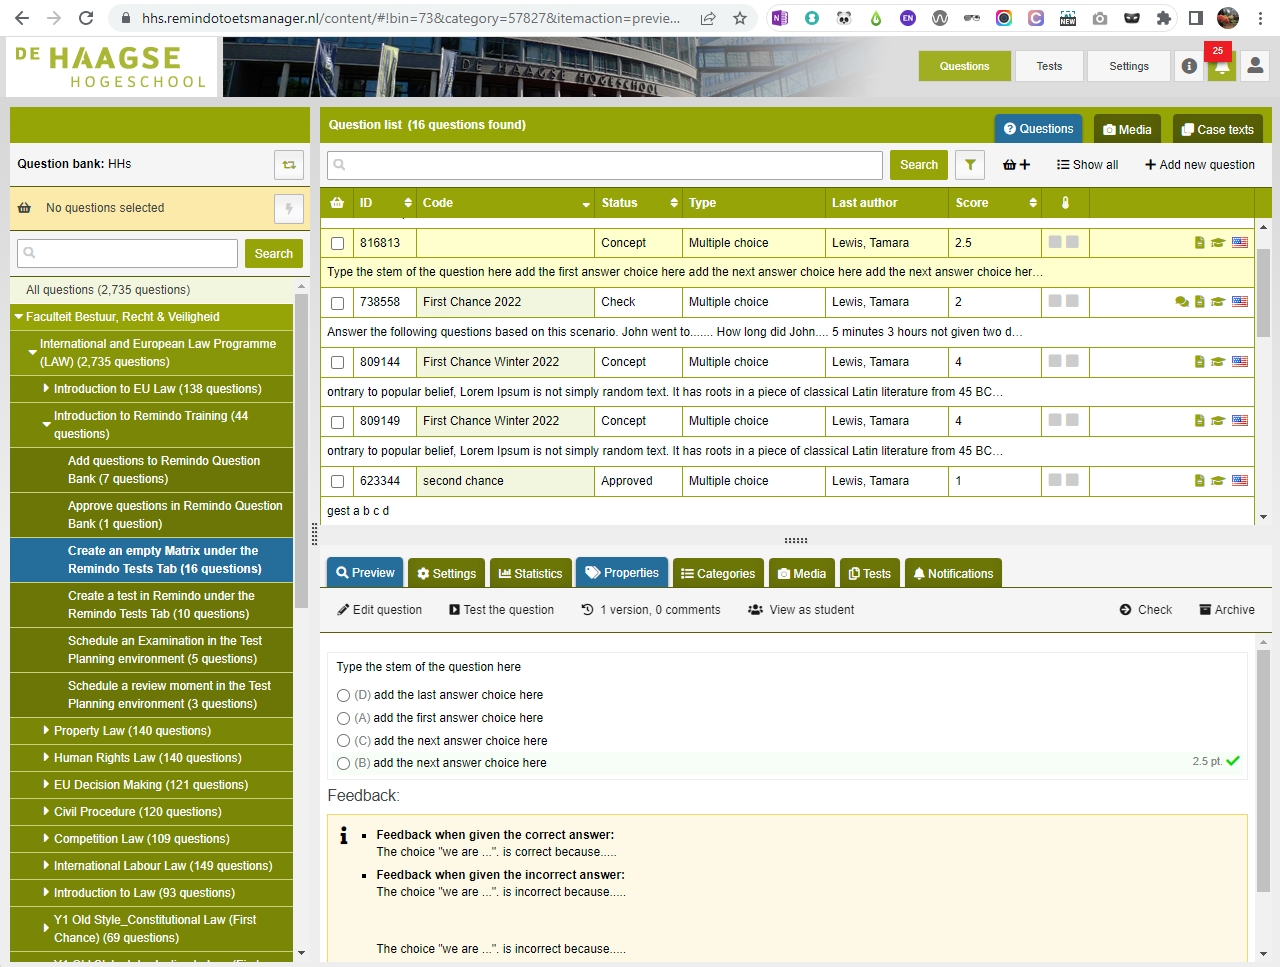 hhs.remindotoetsmanager.nl/content/#!bin=73&category=57827&itemaction=previe...
DE HAAGSE
HOGESCHOOL
DE HAAGSE HOGESCHOOL
Questions
Tests
Settings
25
Question bank: HHs
No questions selected
Search
All questions (2,735 questions)
Faculteit Bestuur, Recht & Veiligheid
International and European Law Programme
(LAW) (2,735 questions)
Introduction to EU Law (138 questions)
Introduction to Remindo Training (44
questions)
Add questions to Remindo Question
Bank (7 questions)
Approve questions in Remindo Question
Bank (1 question)
Create an empty Matrix under the
Remindo Tests Tab (16 questions)
Create a test in Remindo under the
Remindo Tests Tab (10 questions)
Schedule an Examination in the Test
Planning environment (5 questions)
Schedule a review moment in the Test
Planning environment (3 questions)
Property Law (140 questions)
Human Rights Law (140 questions)
EU Decision Making (121 questions)
Civil Procedure (120 questions)
Competition Law (109 questions)
International Labour Law (149 questions)
Introduction to Law (93 questions)
Y1 Old Style_Constitutional Law (First
Chance) (69 questions)
Question list (16 questions found)
Questions
Media
Case texts
Search
Show all
Add new question
ID Code Status Type Last author Score
816813 Concept Multiple choice Lewis, Tamara 2.5
Type the stem of the question here add the first answer choice here add the next answer choice here add the next answer choice her…
738558 First Chance 2022 Check Multiple choice Lewis, Tamara 2
Answer the following questions based on this scenario. John went to....... How long did John.... 5 minutes 3 hours not given two d…
809144 First Chance Winter 2022 Concept Multiple choice Lewis, Tamara 4
ontrary to popular belief, Lorem Ipsum is not simply random text. It has roots in a piece of classical Latin literature from 45 BC…
809149 First Chance Winter 2022 Concept Multiple choice Lewis, Tamara 4
ontrary to popular belief, Lorem Ipsum is not simply random text. It has roots in a piece of classical Latin literature from 45 BC…
623344 second chance Approved Multiple choice Lewis, Tamara 1
gest a b c d
Preview
Settings
Statistics
Properties
Categories
Media
Tests
Notifications
Edit question
Test the question
1 version, 0 comments
View as student
Check
Archive
Type the stem of the question here
(D) add the last answer choice here
(A) add the first answer choice here
(C) add the next answer choice here
(B) add the next answer choice here
2.5 pt.
Feedback:
Feedback when given the correct answer:
The choice "we are ...". is correct because.....
Feedback when given the incorrect answer:
The choice "we are ...". is incorrect because.....
The choice "we are ...". is incorrect because.....